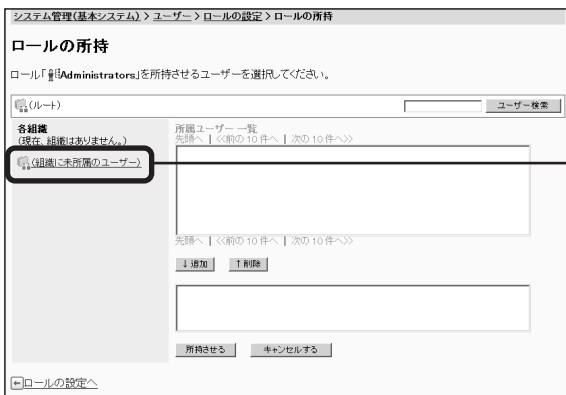 システム管理(基本システム) > ユーザー > ロールの設定 > ロールの所持
ロールの所持
ロール「Administrators」を所持させるユーザーを選択してください。
(ルート)
ユーザー検索
各組織
(現在、組織はありません。)
(組織に未所属のユーザー)
所属ユーザー一覧
先頭へ | <<前の 10 件へ | 次の 10 件へ>>
先頭へ | <<前の 10 件へ | 次の 10 件へ>>
↓追加 ↑削除
所持させる キャンセルする
ロールの設定へ